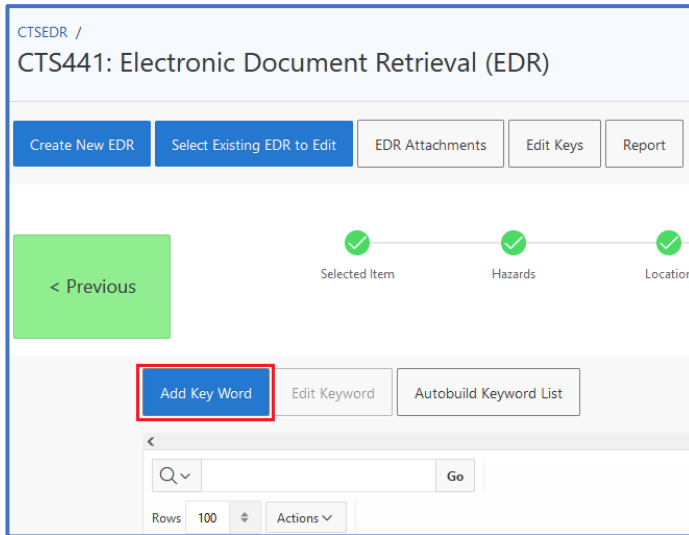 CTSEDR /
CTS441: Electronic Document Retrieval (EDR)
Create New EDR Select Existing EDR to Edit EDR Attachments Edit Keys Report
< Previous
Selected Item Hazards Location
Add Key Word Edit Keyword Autobuild Keyword List
Go
Rows 100 Actions